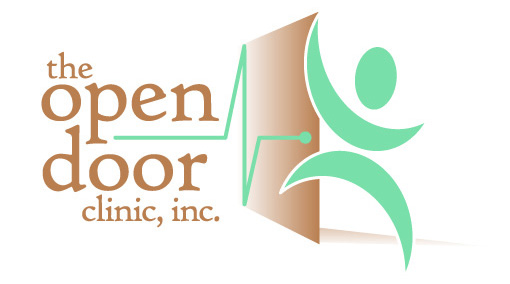 the
open
door
clinic, inc.